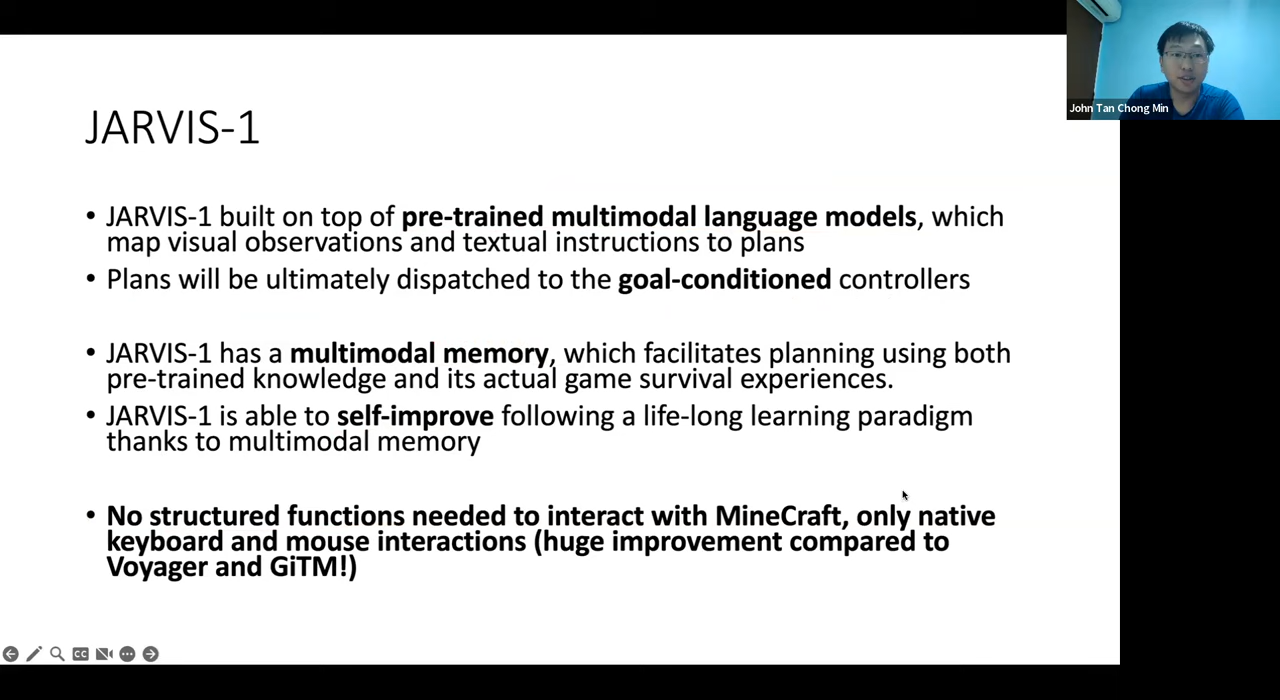 John Tan Chong Min
JARVIS-1
• JARVIS-1 built on top of pre-trained multimodal language models, which
map visual observations and textual instructions to plans
• Plans will be ultimately dispatched to the goal-conditioned controllers
• JARVIS-1 has a multimodal memory, which facilitates planning using both
pre-trained knowledge and its actual game survival experiences.
• JARVIS-1 is able to self-improve following a life-long learning paradigm
thanks to multimodal memory
• No structured functions needed to interact with MineCraft, only native
keyboard and mouse interactions (huge improvement compared to
Voyager and GiTM!)
CC